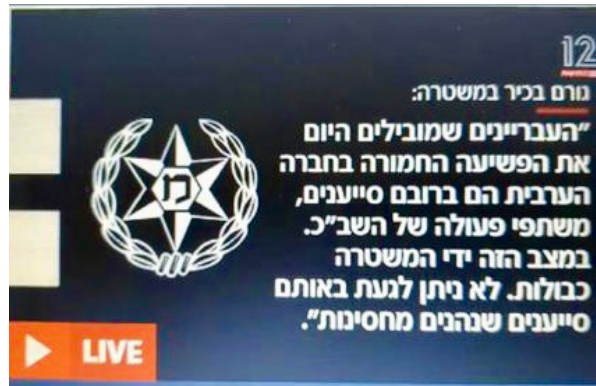 12
גורם בכיר במשטרה:
"העבריינים שמובילים היום
את הפשיעה החמורה בחברה
הערבית הם ברובם סייענים,
משתפי פעולה של השב"כ.
במצב הזה ידי המשטרה
כבולות. לא ניתן לגעת באותם
סייענים שנהנים מחסינות".
LIVE